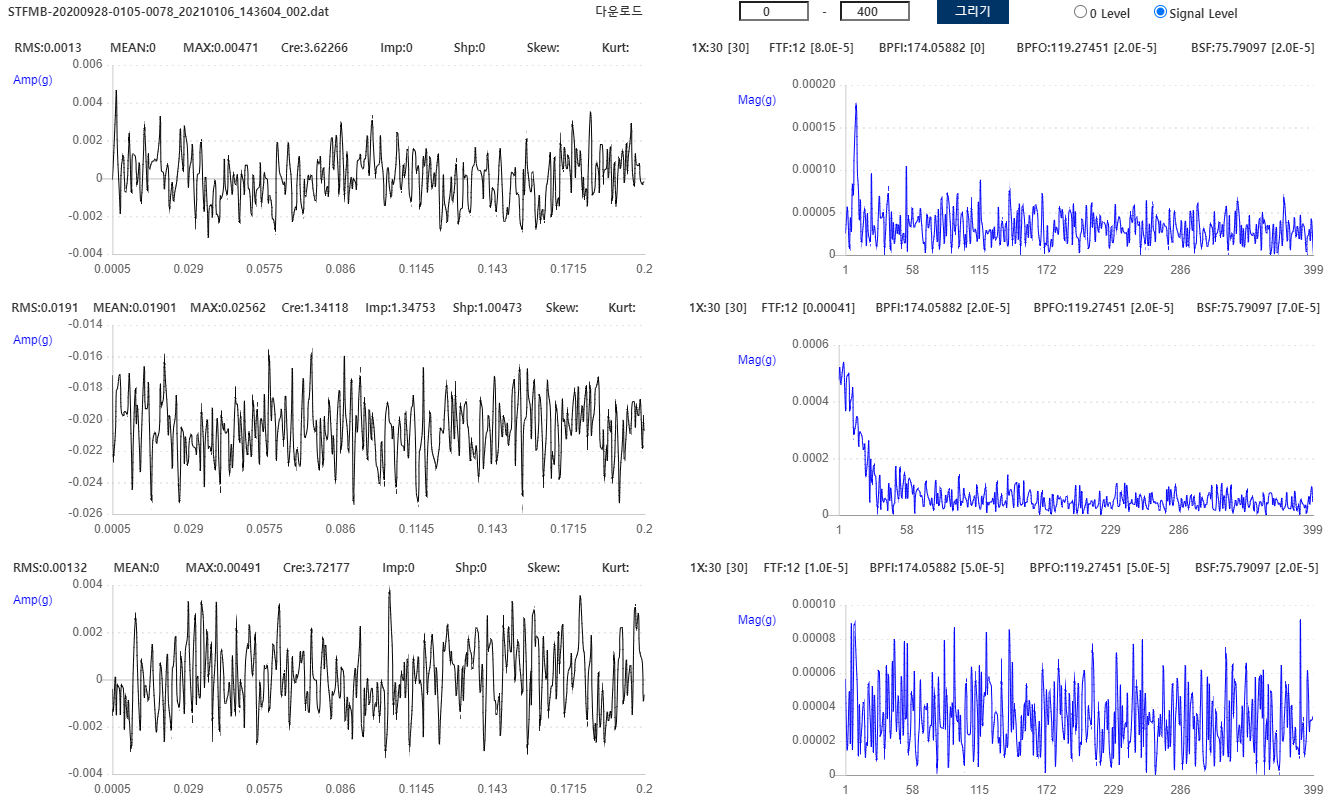 STFMB-20200928-0105-0078_20210106_143604_002.dat 다운로드 0 - 400 그리기 0 Level Signal Level
RMS:0.0013 MEAN:0 MAX:0.00471 Cre:3.62266 Imp:0 Shp:0 Skew: Kurt:
Amp(g)
0.006
0.004
0.002
0
-0.002
-0.004
0.0005 0.029 0.0575 0.086 0.1145 0.143 0.1715 0.2
1X:30 [30] FTF:12 [8.0E-5] BPFI:174.05882 [0] BPFO:119.27451 [2.0E-5] BSF:75.79097 [2.0E-5]
Mag(g)
0.00020
0.00015
0.00010
0.00005
0
1 58 115 172 229 286 399
RMS:0.0191 MEAN:0.01901 MAX:0.02562 Cre:1.34118 Imp:1.34753 Shp:1.00473 Skew: Kurt:
Amp(g)
-0.014
-0.016
-0.018
-0.020
-0.022
-0.024
-0.026
0.0005 0.029 0.0575 0.086 0.1145 0.143 0.1715 0.2
1X:30 [30] FTF:12 [0.00041] BPFI:174.05882 [2.0E-5] BPFO:119.27451 [2.0E-5] BSF:75.79097 [7.0E-5]
Mag(g)
0.0006
0.0004
0.0002
0
1 58 115 172 229 286 399
RMS:0.00132 MEAN:0 MAX:0.00491 Cre:3.72177 Imp:0 Shp:0 Skew: Kurt:
Amp(g)
0.004
0.002
0
-0.002
-0.004
0.0005 0.029 0.0575 0.086 0.1145 0.143 0.1715 0.2
1X:30 [30] FTF:12 [1.0E-5] BPFI:174.05882 [5.0E-5] BPFO:119.27451 [5.0E-5] BSF:75.79097 [2.0E-5]
Mag(g)
0.00010
0.00008
0.00006
0.00004
0.00002
0
1 58 115 172 229 286 399